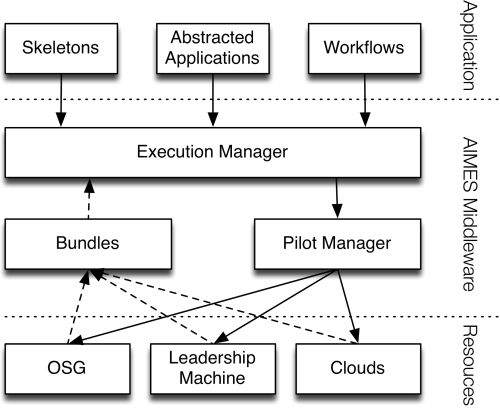 Skeletons
Abstracted
Applications
Workflows
Application
Execution Manager
AIMES Middleware
Bundles
Pilot Manager
OSG
Leadership
Machine
Clouds
Resouces